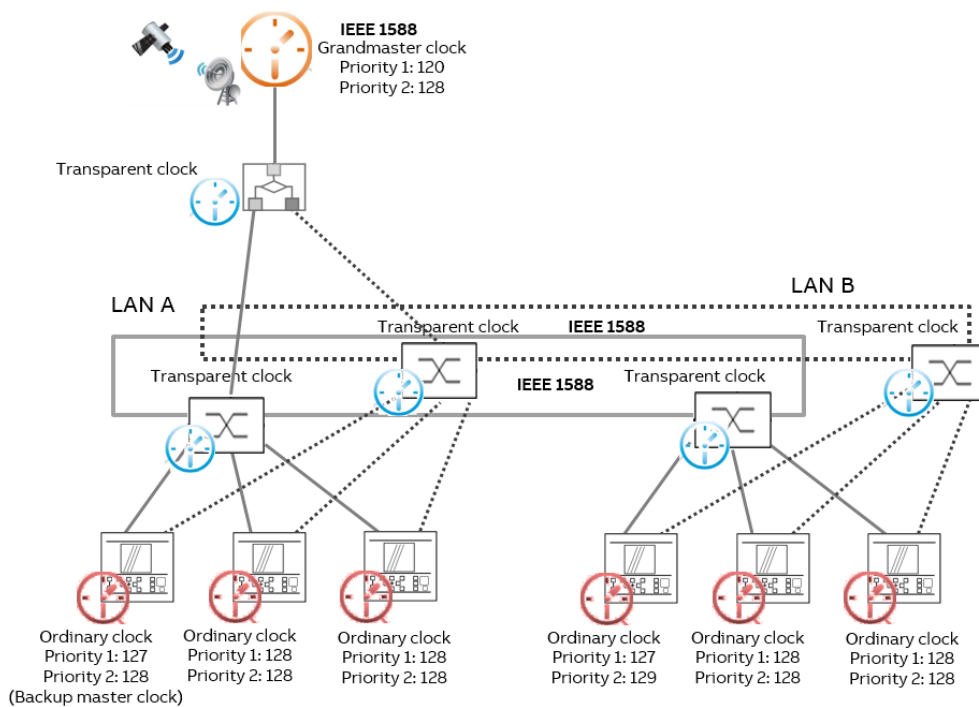 IEEE 1588
Grandmaster clock
Priority 1: 120
Priority 2: 128
Transparent clock
LAN A
LAN B
Transparent clock
IEEE 1588
Transparent clock
Transparent clock
IEEE 1588
Transparent clock
Ordinary clock
Priority 1: 127
Priority 2: 128
(Backup master clock)
Ordinary clock
Priority 1: 128
Priority 2: 128
Ordinary clock
Priority 1: 128
Priority 2: 128
Ordinary clock
Priority 1: 127
Priority 2: 129
Ordinary clock
Priority 1: 128
Priority 2: 128
Ordinary clock
Priority 1: 128
Priority 2: 128